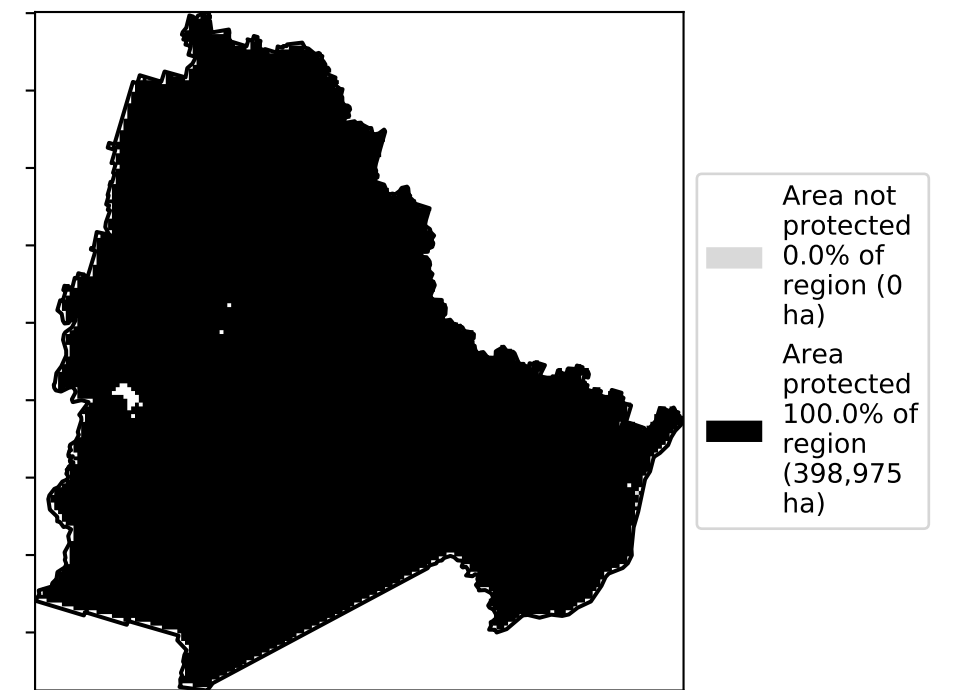 Area not
protected
0.0% of
region (0
ha)
Area
protected
100.0% of
region
(398,975
ha)